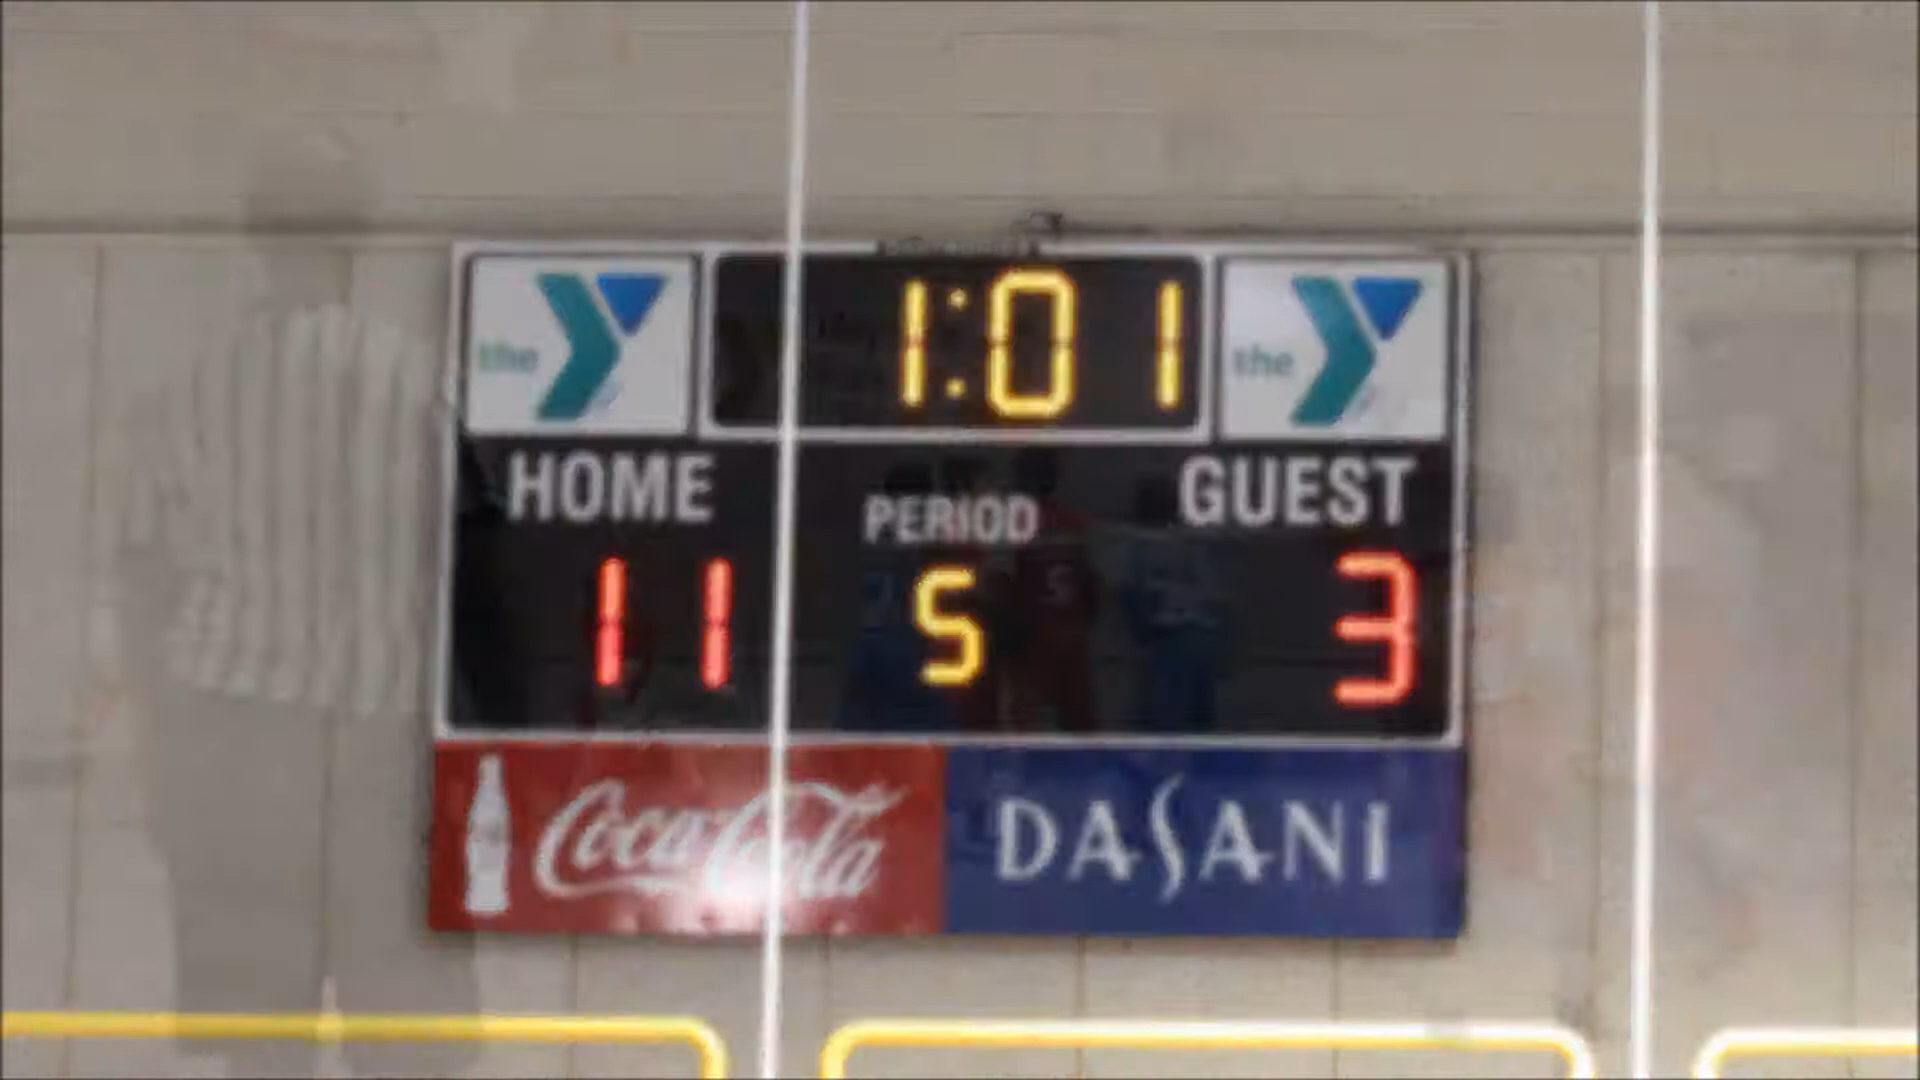 the Y 1:01 the Y
HOME PERIOD GUEST
11 5 3
Coca-Cola DASANI